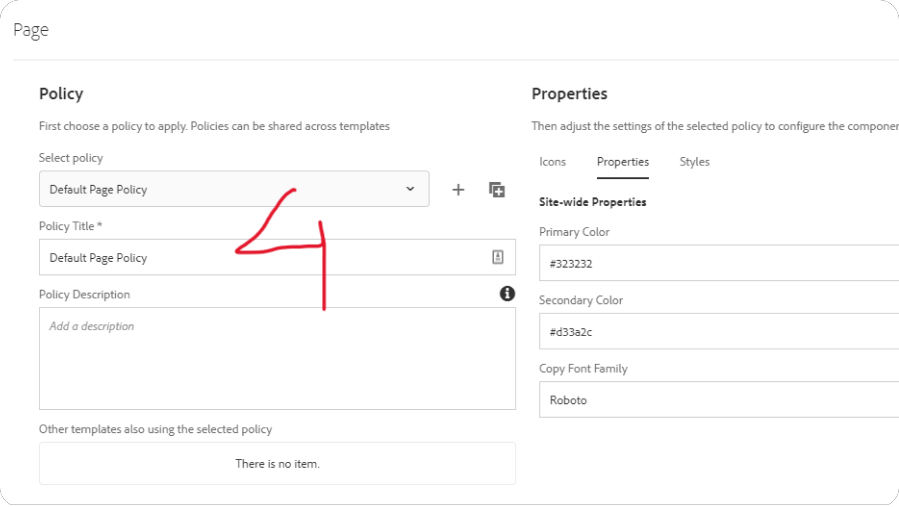 Page
Policy
First choose a policy to apply. Policies can be shared across templates
Select policy
Default Page Policy
Policy Title *
Default Page Policy
Policy Description
Add a description
Other templates also using the selected policy
There is no item.
4
Properties
Then adjust the settings of the selected policy to configure the
Icons Properties Styles
Site-wide Properties
Primary Color
#323232
Secondary Color
#d33a2c
Copy Font Family
Roboto